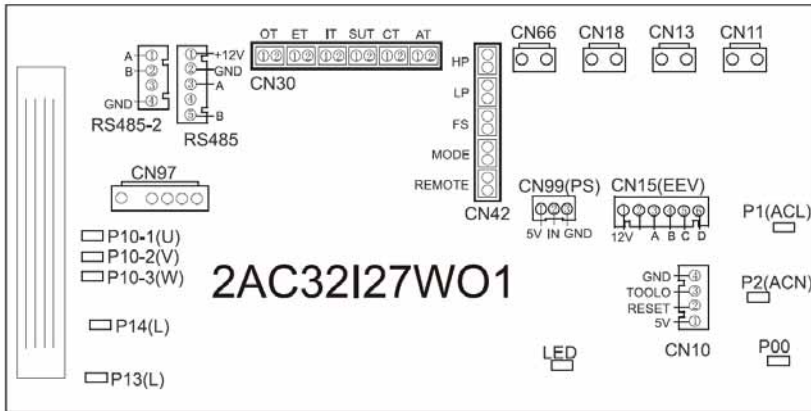 OT ET IT SUT CT AT
①② ①② ①② ①② ①② ①②
CN30
A ①
B ②
③
GND ④
RS485-2
① +12V
② GND
③ A
④
⑤ B
RS485
HP
LP
FS
MODE
REMOTE
CN42
CN66
CN18
CN13
CN11
CN97
CN99(PS)
①②③
5V IN GND
CN15(EEV)
①②③④⑤⑥
12V A B C D
P1(ACL)
P10-1(U)
P10-2(V)
P10-3(W)
2AC32I27WO1
GND ④
TOOLO ③
RESET ②
5V ①
CN10
P2(ACN)
P14(L)
LED
P00
P13(L)